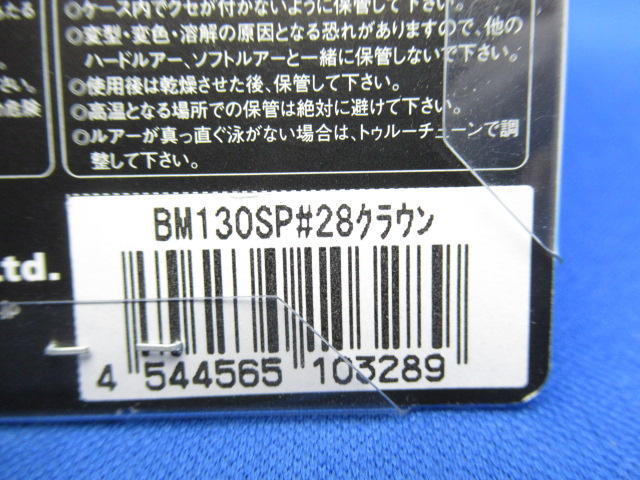 たる
◎ケース内でクセが付かないように保管して下さい。
◎変型・変色・溶解の原因となる恐れがありますので、他の
ハードルアー、ソフトルアーと一緒に保管しないで下さい。
さい。
◎使用後は乾燥させた後、保管して下さい。
危険
◎高温となる場所での保管は絶対に避けて下さい。
◎ルアーが真っ直ぐ泳がない場合は、トゥルーチューンで調
整して下さい。
BM130SP#28クラウン
Ltd.
4 544565 103289